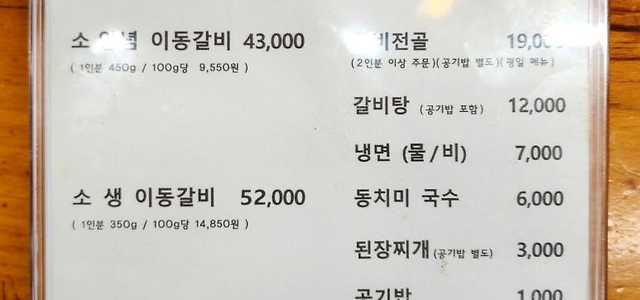 소 양념 이동갈비 43,000
( 1인분 450g / 100g당 9,550원 )
소 생 이동갈비 52,000
( 1인분 350g / 100g당 14,850원 )
갈비전골 19,000
(2인분 이상 주문)(공기밥 별도)(평일 메뉴)
갈비탕 (공기밥 포함) 12,000
냉면 (물/비) 7,000
동치미 국수 6,000
된장찌개(공기밥 별도) 3,000
공기밥 1,000